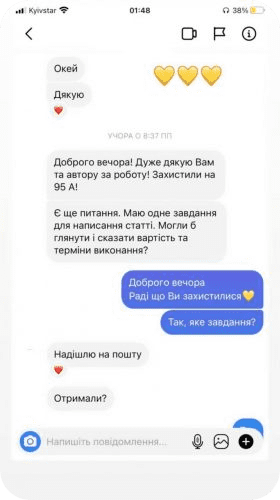 Kyivstar 01:48 38%
Окей
Дякую
УЧОРА О 8:37 ПП
Доброго вечора! Дуже дякую Вам
та автору за роботу! Захистили на
95 А!
Є ще питання. Маю одне завдання
для написання статті. Могли б
глянути і сказати вартість та
терміни виконання?
Доброго вечора
Раді що Ви захистилися
Так, яке завдання?
Надішлю на пошту
Отримали?
Напишіть повідомлення...